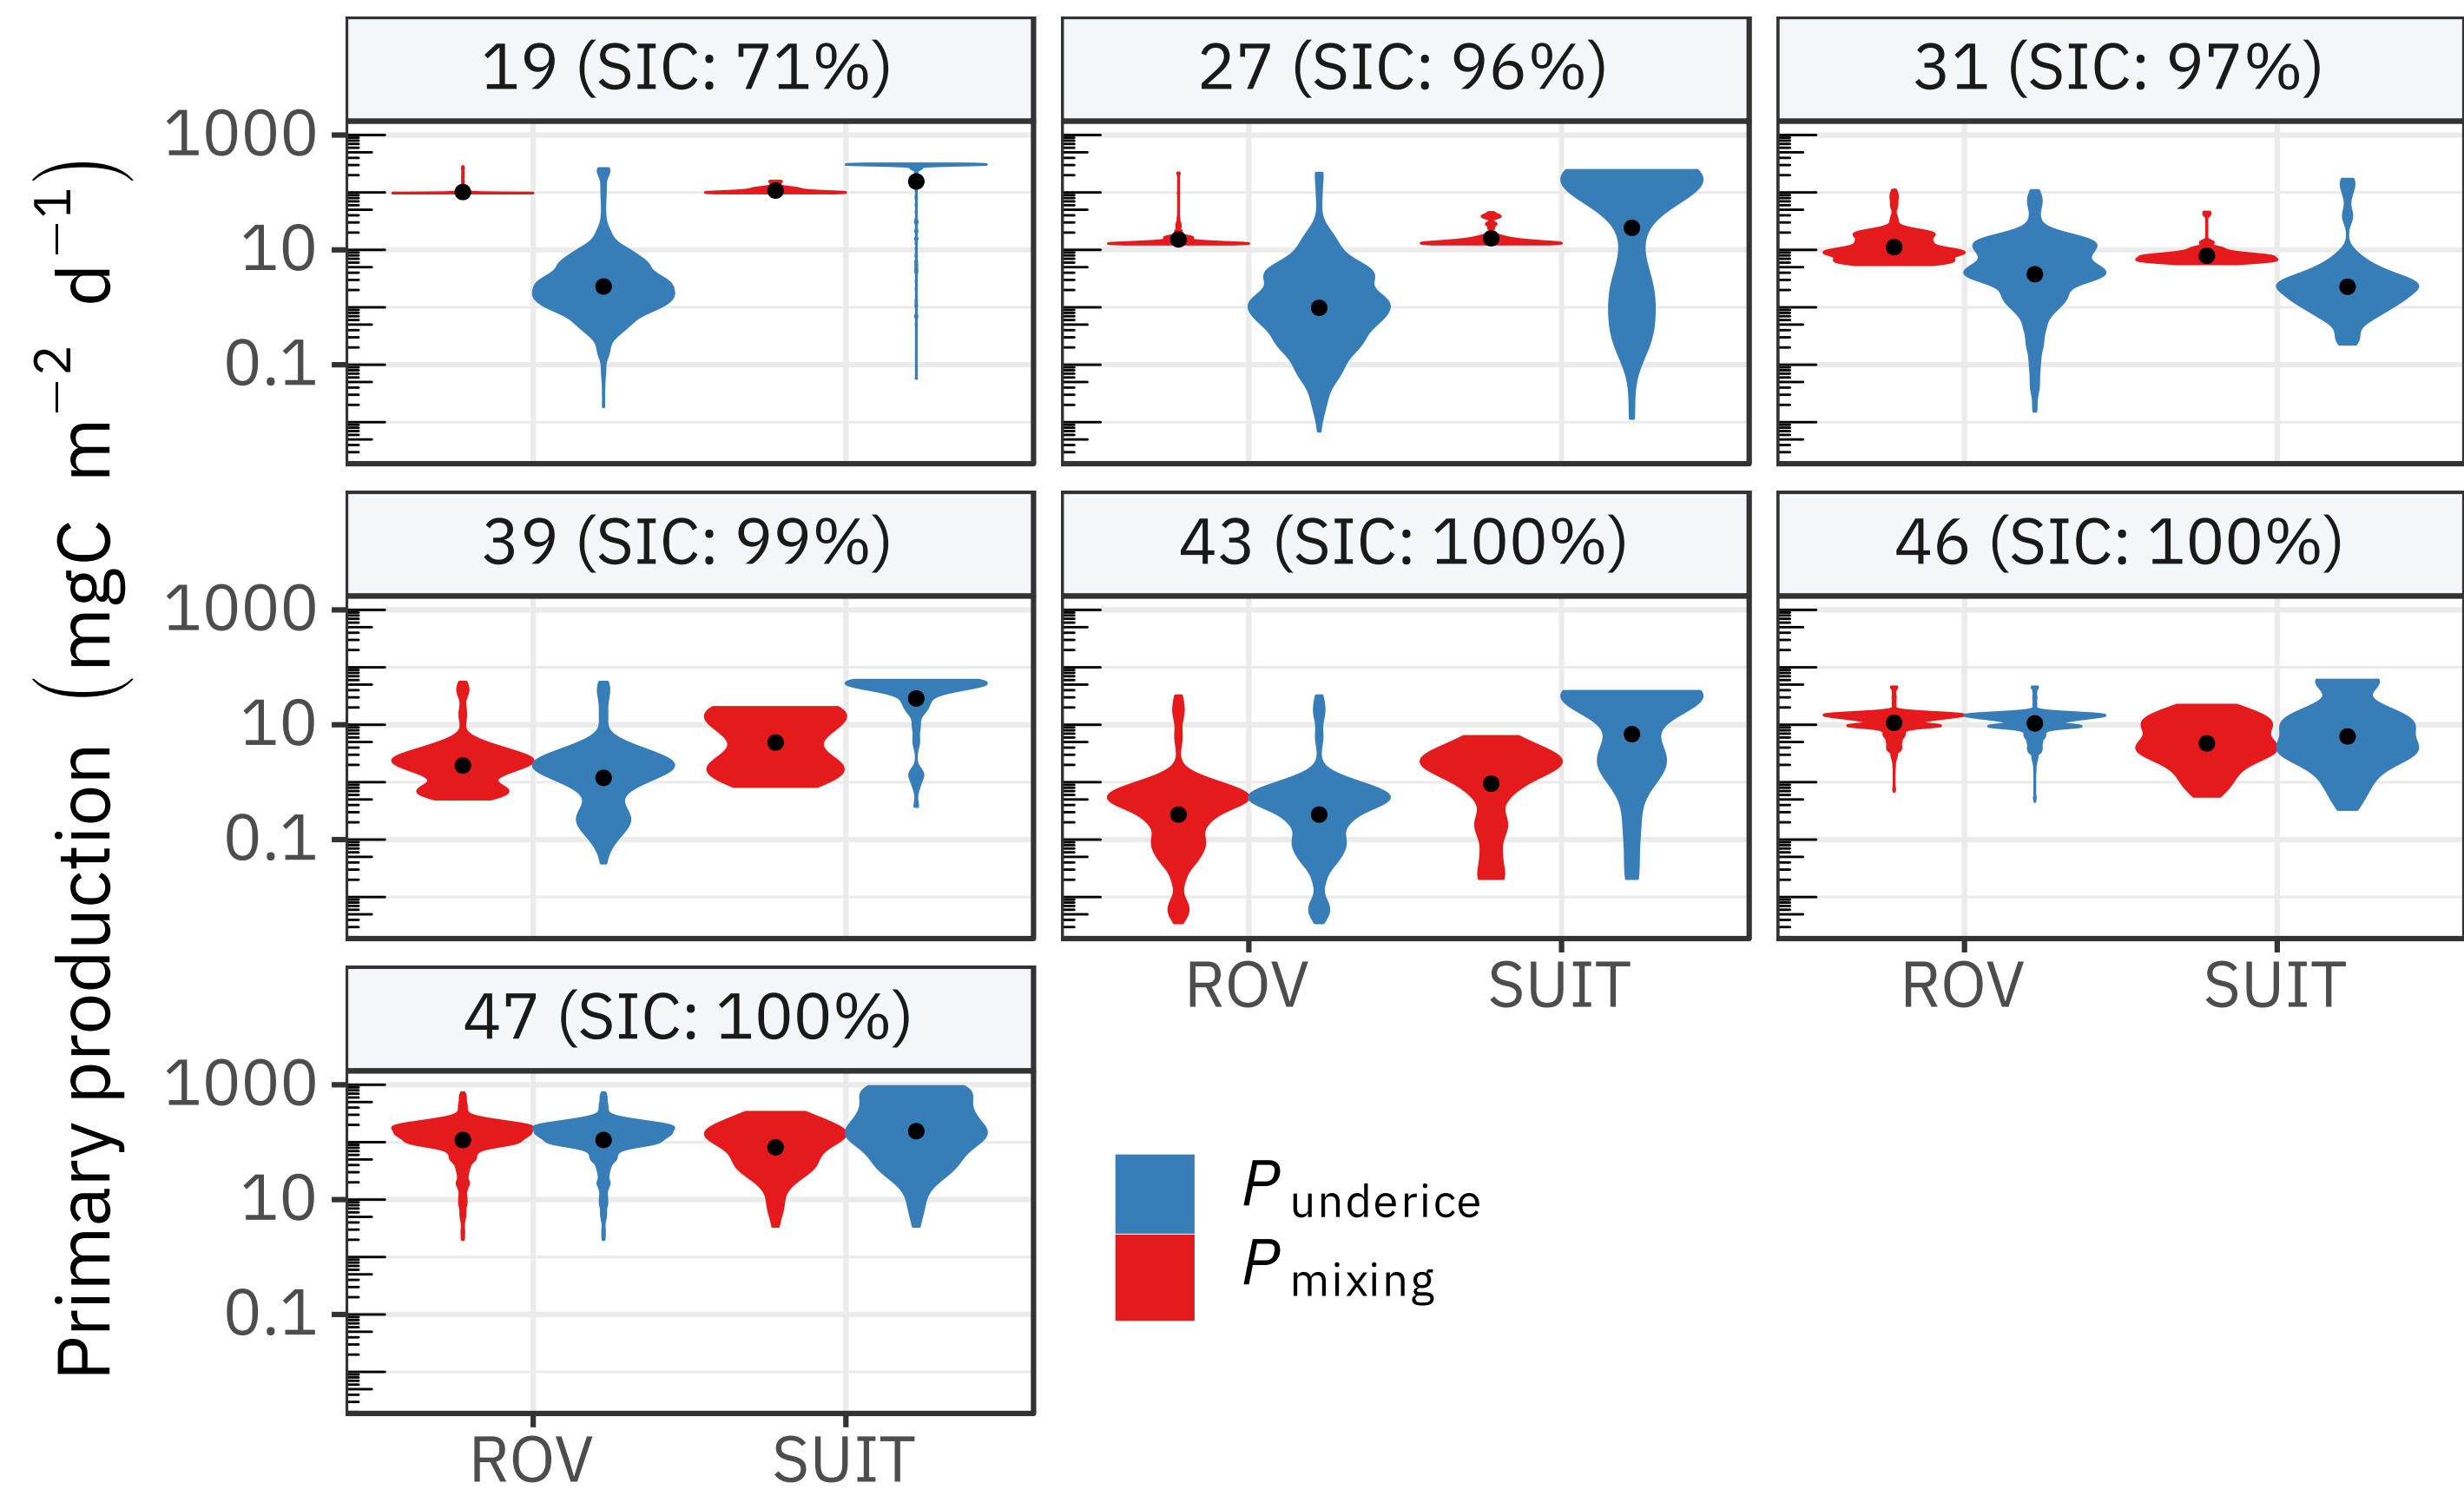 Primary production (mgC m⁻² d⁻¹)
19 (SIC: 71%)
27 (SIC: 96%)
31 (SIC: 97%)
1000
10
0.1
39 (SIC: 99%)
43 (SIC: 100%)
46 (SIC: 100%)
1000
10
0.1
ROV SUIT
ROV SUIT
47 (SIC: 100%)
1000
10
0.1
ROV SUIT
P underice
P mixing